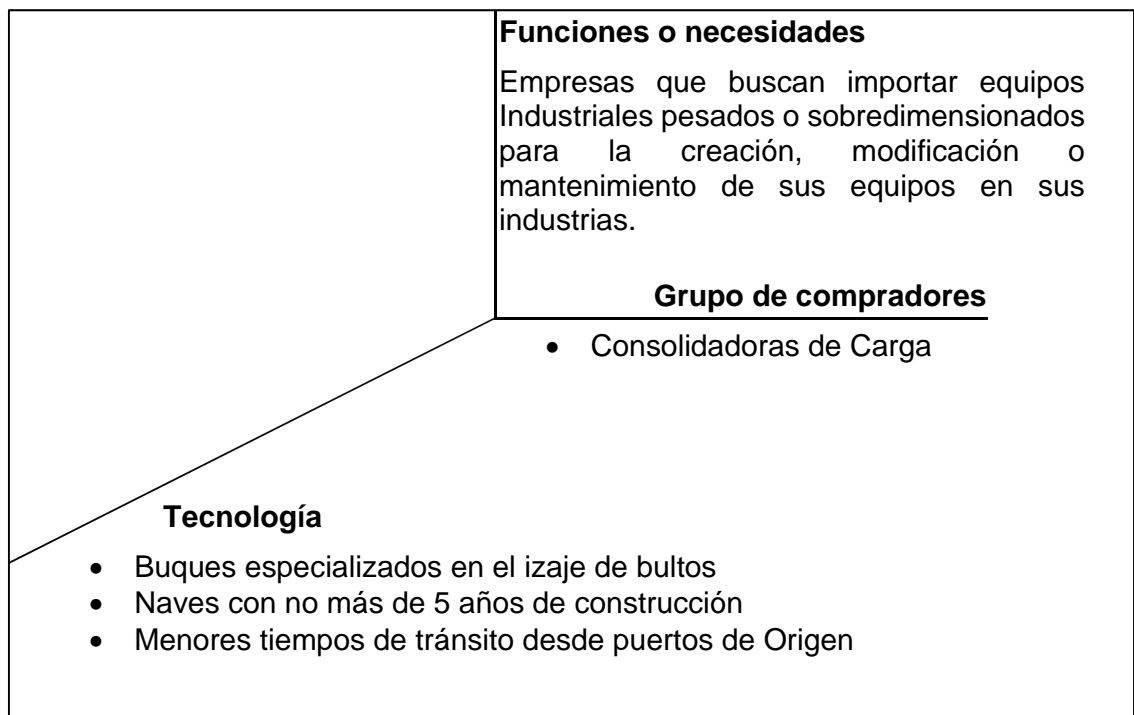 Funciones o necesidades
Empresas que buscan importar equipos
Industriales pesados o sobredimensionados
para la creación, modificación o
mantenimiento de sus equipos en sus
industrias.
Grupo de compradores
• Consolidadoras de Carga
Tecnología
• Buques especializados en el izaje de bultos
• Naves con no más de 5 años de construcción
• Menores tiempos de tránsito desde puertos de Origen